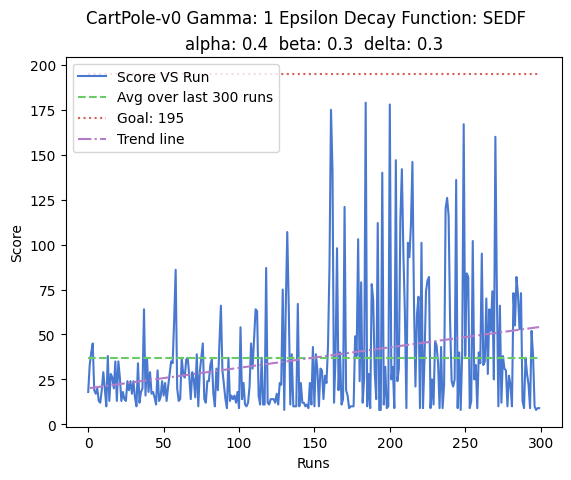 CartPole-v0 Gamma: 1 Epsilon Decay Function: SEDF
alpha: 0.4 beta: 0.3 delta: 0.3
Score VS Run
Avg over last 300 runs
Goal: 195
Trend line
200
175
150
125
100
75
50
25
0
Score
0
50
100
150
200
250
300
Runs